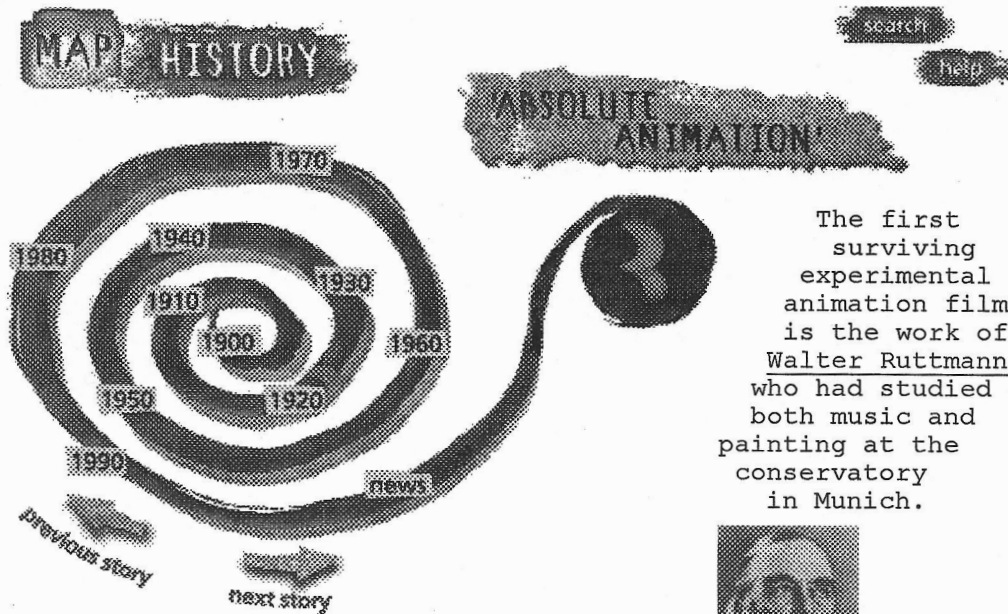 MAP HISTORY
search
help
'ABSOLUTE
ANIMATION'
1970
1940
1980
1930
1910
1900
1960
1950
1920
1990
news
previous story
next story
The first
surviving
experimental
animation film
is the work of
Walter Ruttmann
who had studied
both music and
painting at the
conservatory
in Munich.